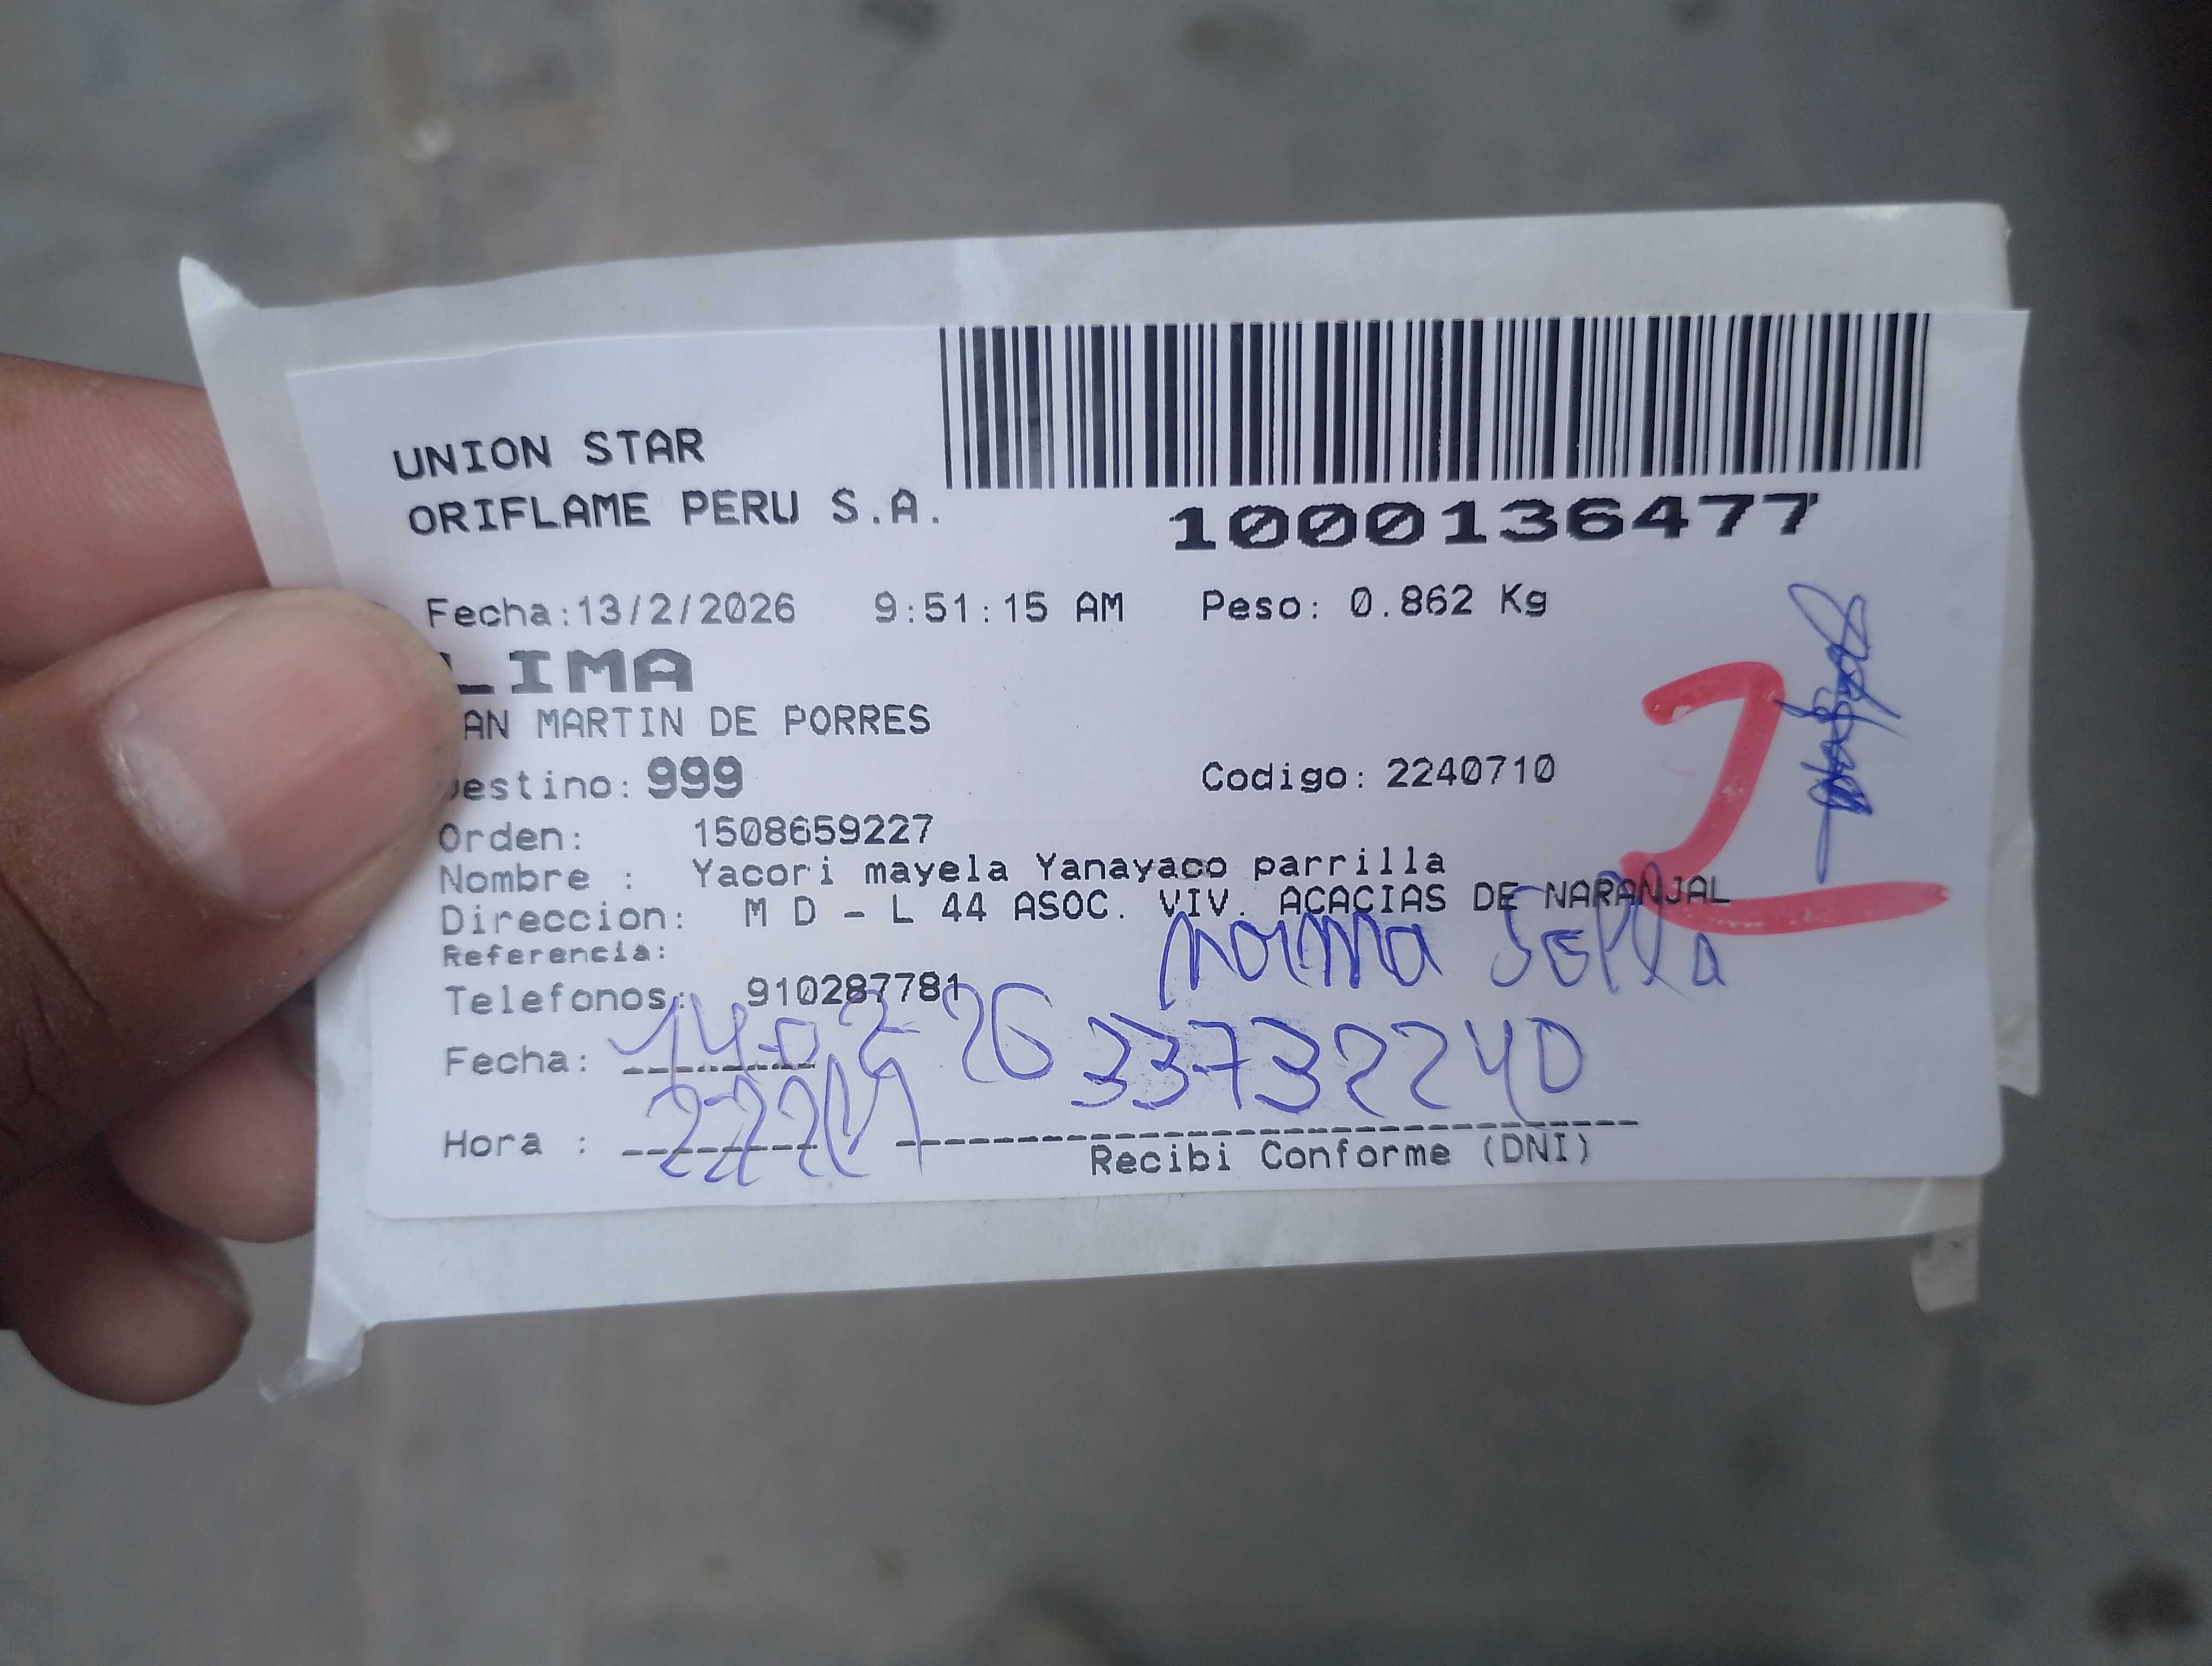 UNION STAR
ORIFLAME PERU S.A.
1000136477
Fecha:13/2/2026 9:51:15 AM Peso: 0.862 Kg
LIMA
AN MARTIN DE PORRES
estino: 999 Codigo: 2240710
2
Orden: 1508659227
Nombre : Yacori mayela Yanayaco parrilla
Direccion: M D - L 44 ASOC. VIV. ACACIAS DE NARANJAL
Referencia:
Norma
Telefonos: 910287781
Fecha: 14-02-26 33732240
Hora :
Recibi Conforme (DNI)